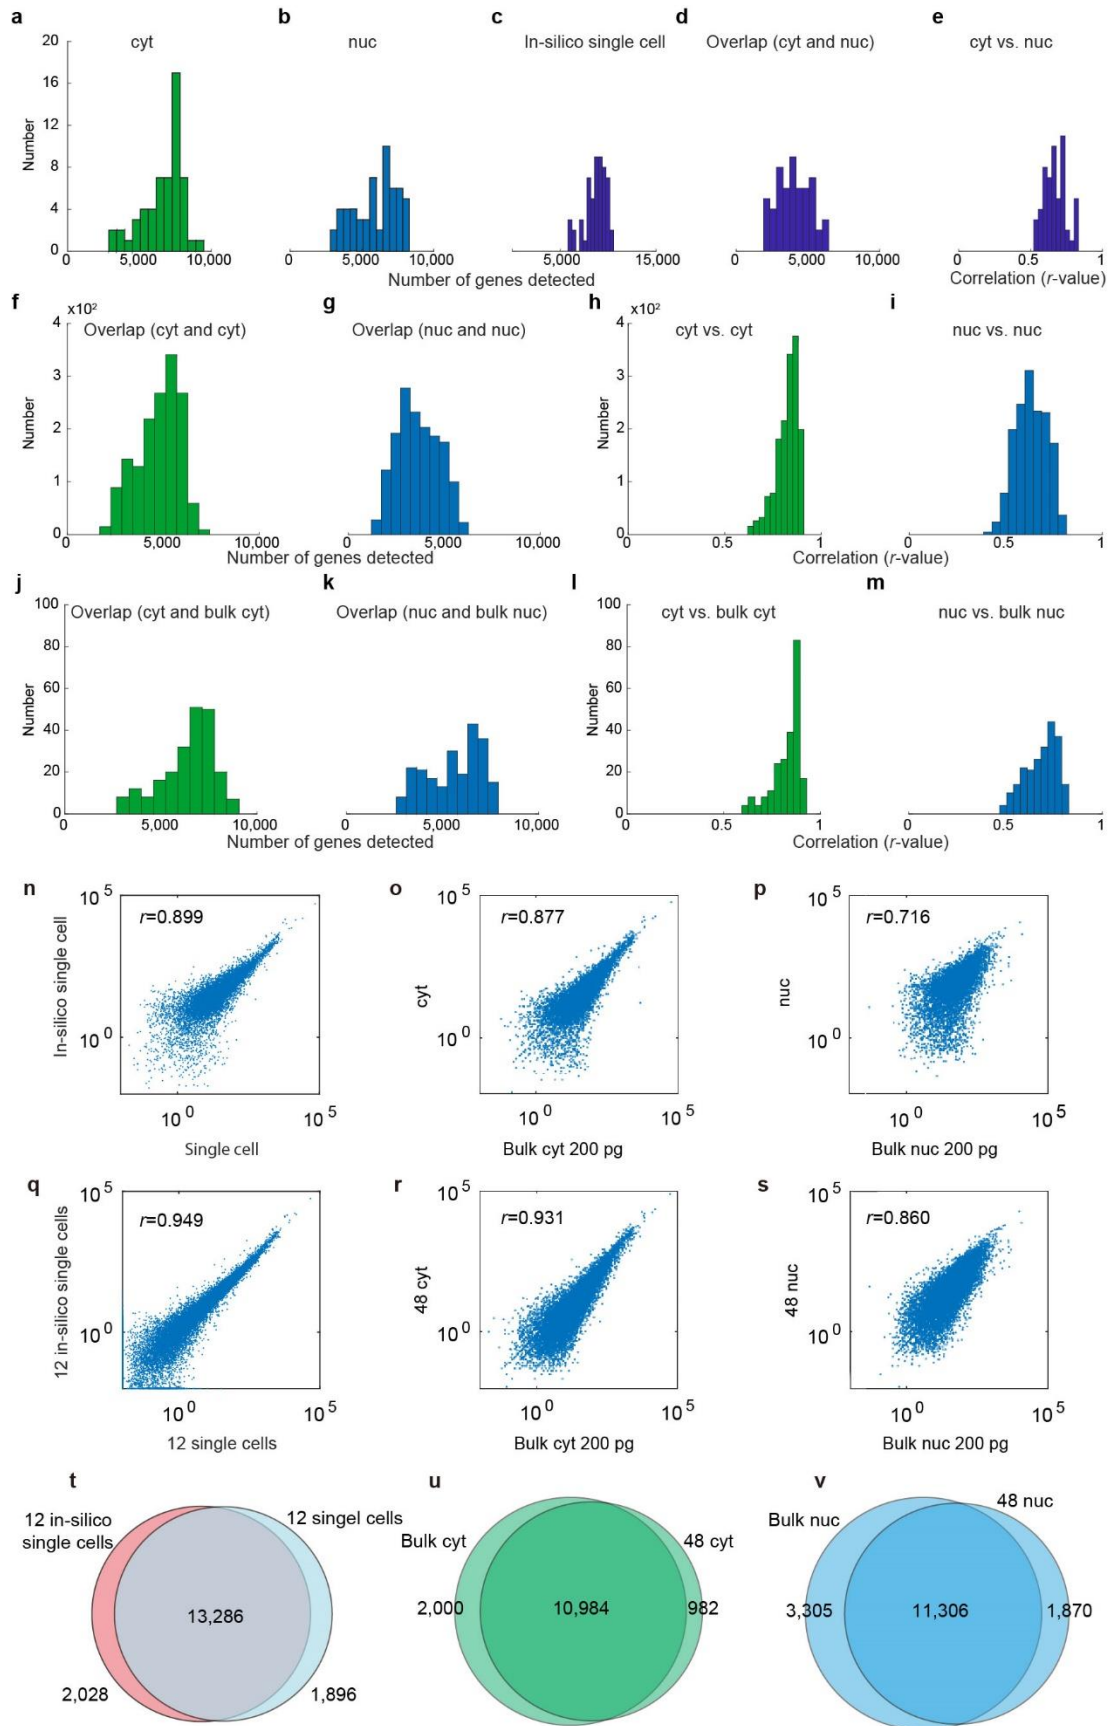 a b c d e
cyt nuc In-silico single cell Overlap (cyt and nuc) cyt vs. nuc
20
16
12
8
4
0
Number
0 5,000 10,000 0 5,000 10,000 5,000 15,000 0 5,000 10,000 0 0.5 1
Number of genes detected Correlation (r-value)
f g h i
x10² x10²
Overlap (cyt and cyt) Overlap (nuc and nuc) cyt vs. cyt nuc vs. nuc
4
3
2
1
0
Number
4
3
2
1
0
Number
0 5,000 10,000 0 5,000 10,000 0 0.5 1 0 0.5 1
Number of genes detected Correlation (r-value)
j k l m
Overlap (cyt and bulk cyt) Overlap (nuc and bulk nuc) cyt vs. bulk cyt nuc vs. bulk nuc
100
80
60
40
20
0
Number
100
80
60
40
20
0
Number
0 5,000 10,000 0 5,000 10,000 0 0.5 1 0 0.5 1
Number of genes detected Correlation (r-value)
n o p
10⁵ 10⁵ 10⁵
r=0.899 r=0.877 r=0.716
In-silico single cell cyt nuc
10⁰ 10⁰ 10⁰
10⁰ 10⁵ 10⁰ 10⁵ 10⁰ 10⁵
Single cell Bulk cyt 200 pg Bulk nuc 200 pg
q r s
10⁵ 10⁵ 10⁵
r=0.949 r=0.931 r=0.860
12 in-silico single cells 48 cyt 48 nuc
10⁰ 10⁰ 10⁰
10⁰ 10⁵ 10⁰ 10⁵ 10⁰ 10⁵
12 single cells Bulk cyt 200 pg Bulk nuc 200 pg
t u v
12 in-silico
single cells
12 singel cells
13,286
2,028 1,896
Bulk cyt 48 cyt
2,000 10,984 982
Bulk nuc 48 nuc
3,305 11,306 1,870